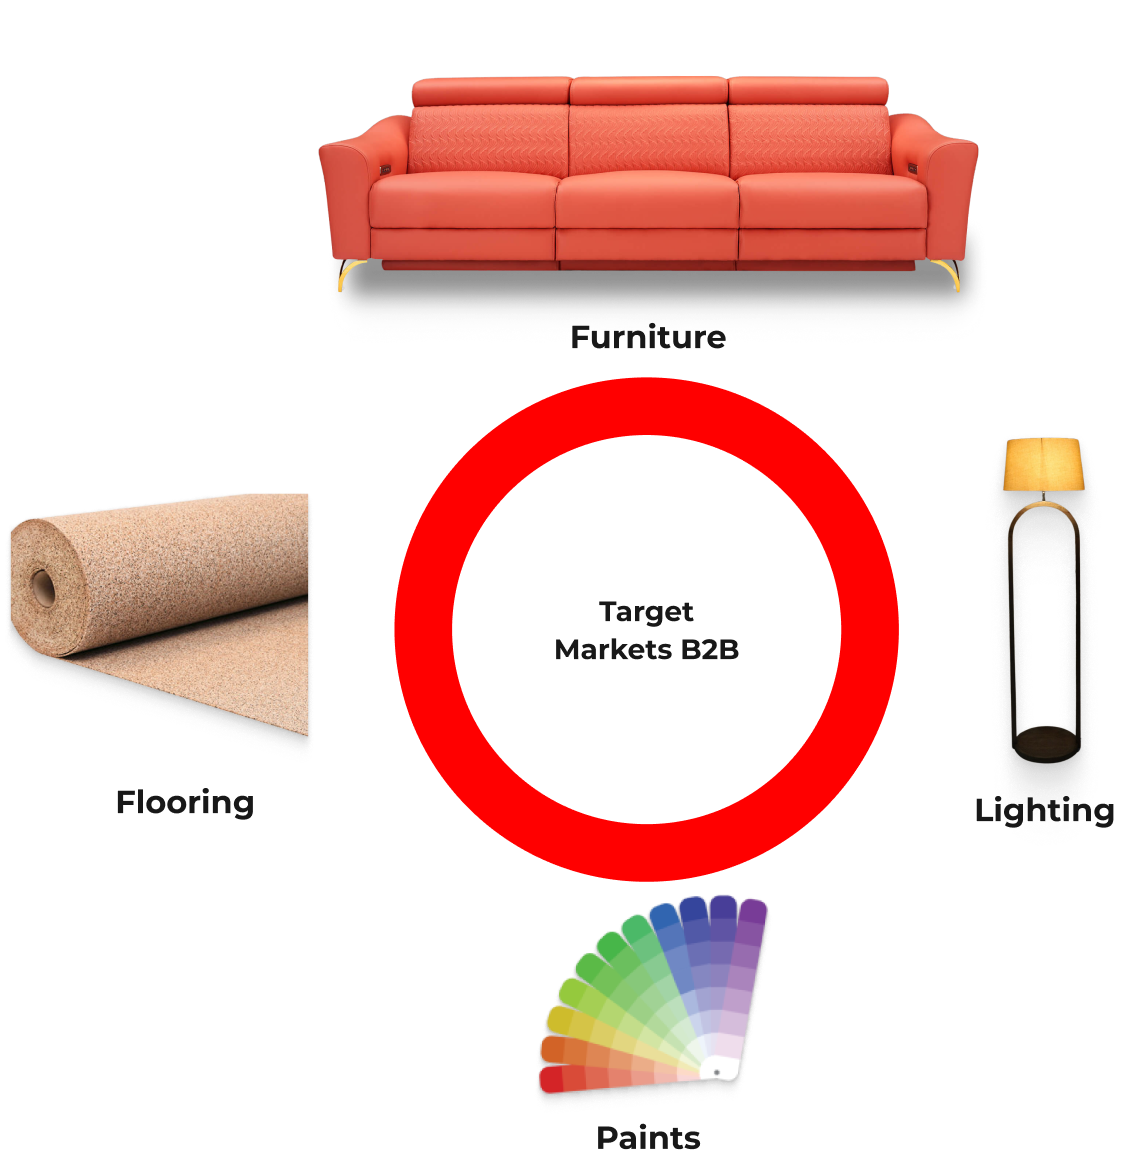 Furniture
Target
Markets B2B
Flooring
Lighting
Paints